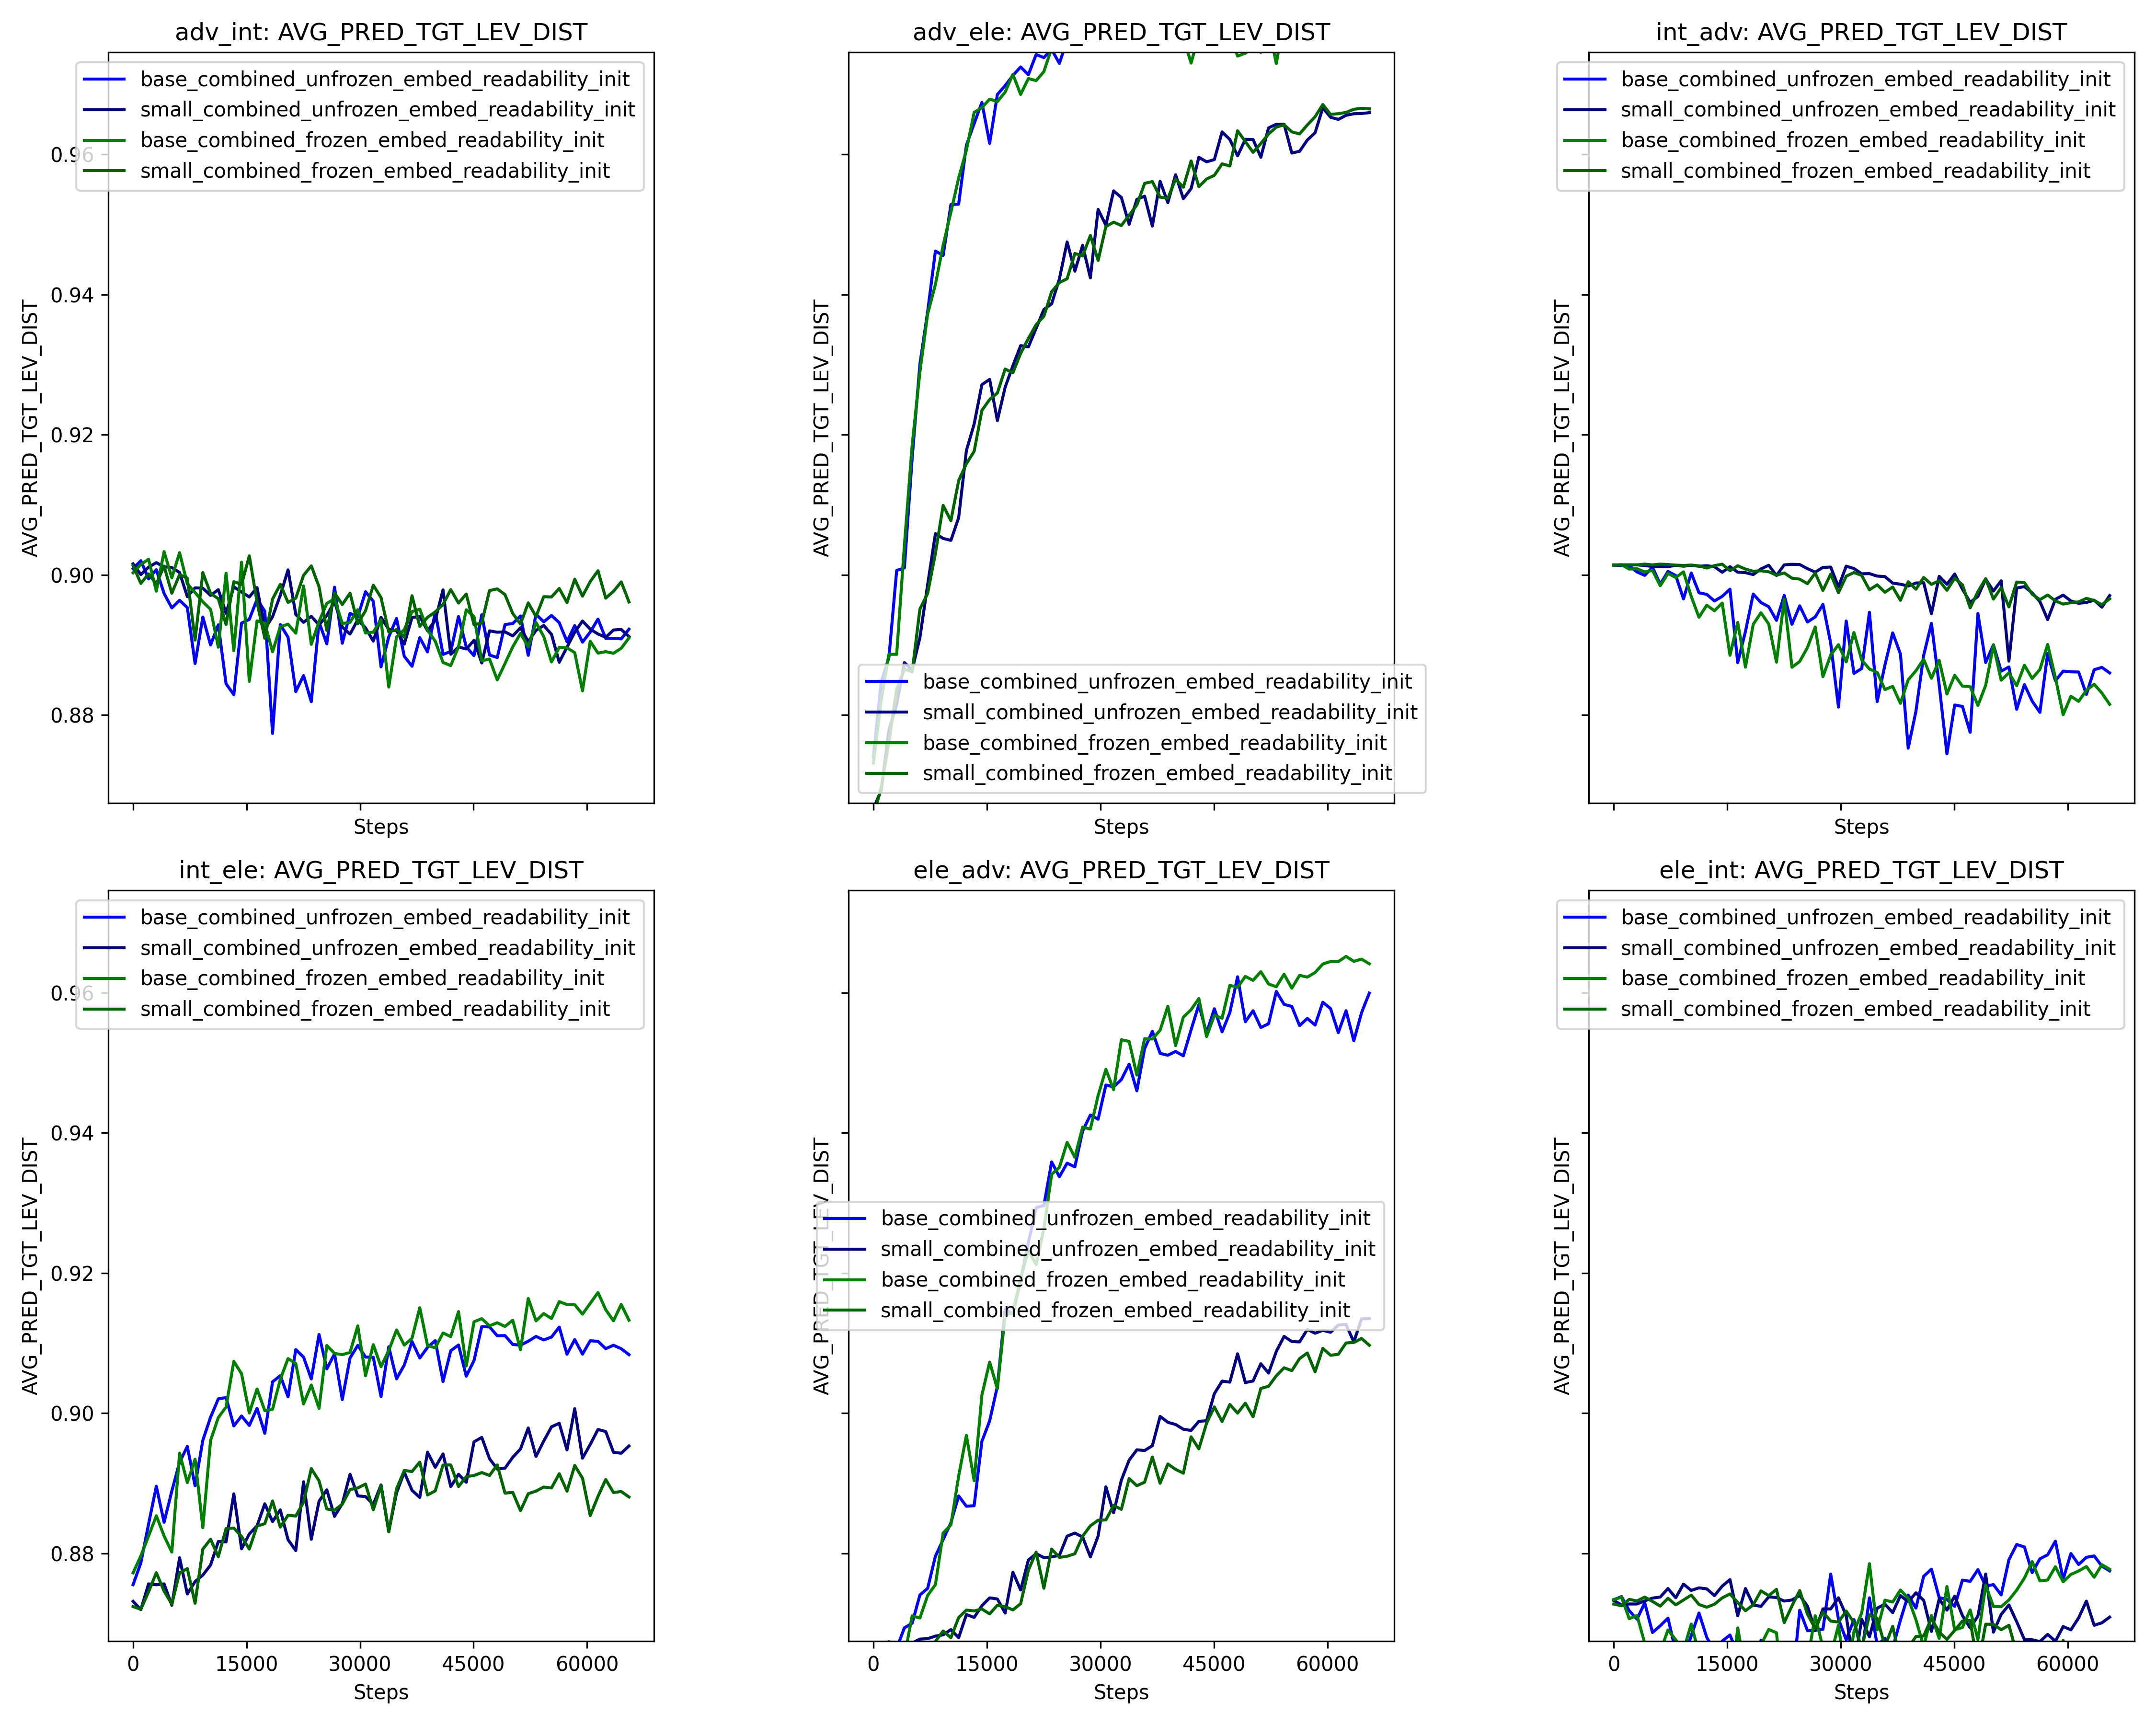 adv_int: AVG_PRED_TGT_LEV_DIST
AVG_PRED_TGT_LEV_DIST
0.96
0.94
0.92
0.90
0.88
base_combined_unfrozen_embed_readability_init
small_combined_unfrozen_embed_readability_init
base_combined_frozen_embed_readability_init
small_combined_frozen_embed_readability_init
Steps
adv_ele: AVG_PRED_TGT_LEV_DIST
AVG_PRED_TGT_LEV_DIST
base_combined_unfrozen_embed_readability_init
small_combined_unfrozen_embed_readability_init
base_combined_frozen_embed_readability_init
small_combined_frozen_embed_readability_init
Steps
int_adv: AVG_PRED_TGT_LEV_DIST
AVG_PRED_TGT_LEV_DIST
base_combined_unfrozen_embed_readability_init
small_combined_unfrozen_embed_readability_init
base_combined_frozen_embed_readability_init
small_combined_frozen_embed_readability_init
Steps
int_ele: AVG_PRED_TGT_LEV_DIST
AVG_PRED_TGT_LEV_DIST
0.96
0.94
0.92
0.90
0.88
base_combined_unfrozen_embed_readability_init
small_combined_unfrozen_embed_readability_init
base_combined_frozen_embed_readability_init
small_combined_frozen_embed_readability_init
0 15000 30000 45000 60000
Steps
ele_adv: AVG_PRED_TGT_LEV_DIST
AVG_PRED_TGT_LEV_DIST
base_combined_unfrozen_embed_readability_init
small_combined_unfrozen_embed_readability_init
base_combined_frozen_embed_readability_init
small_combined_frozen_embed_readability_init
0 15000 30000 45000 60000
Steps
ele_int: AVG_PRED_TGT_LEV_DIST
AVG_PRED_TGT_LEV_DIST
base_combined_unfrozen_embed_readability_init
small_combined_unfrozen_embed_readability_init
base_combined_frozen_embed_readability_init
small_combined_frozen_embed_readability_init
0 15000 30000 45000 60000
Steps